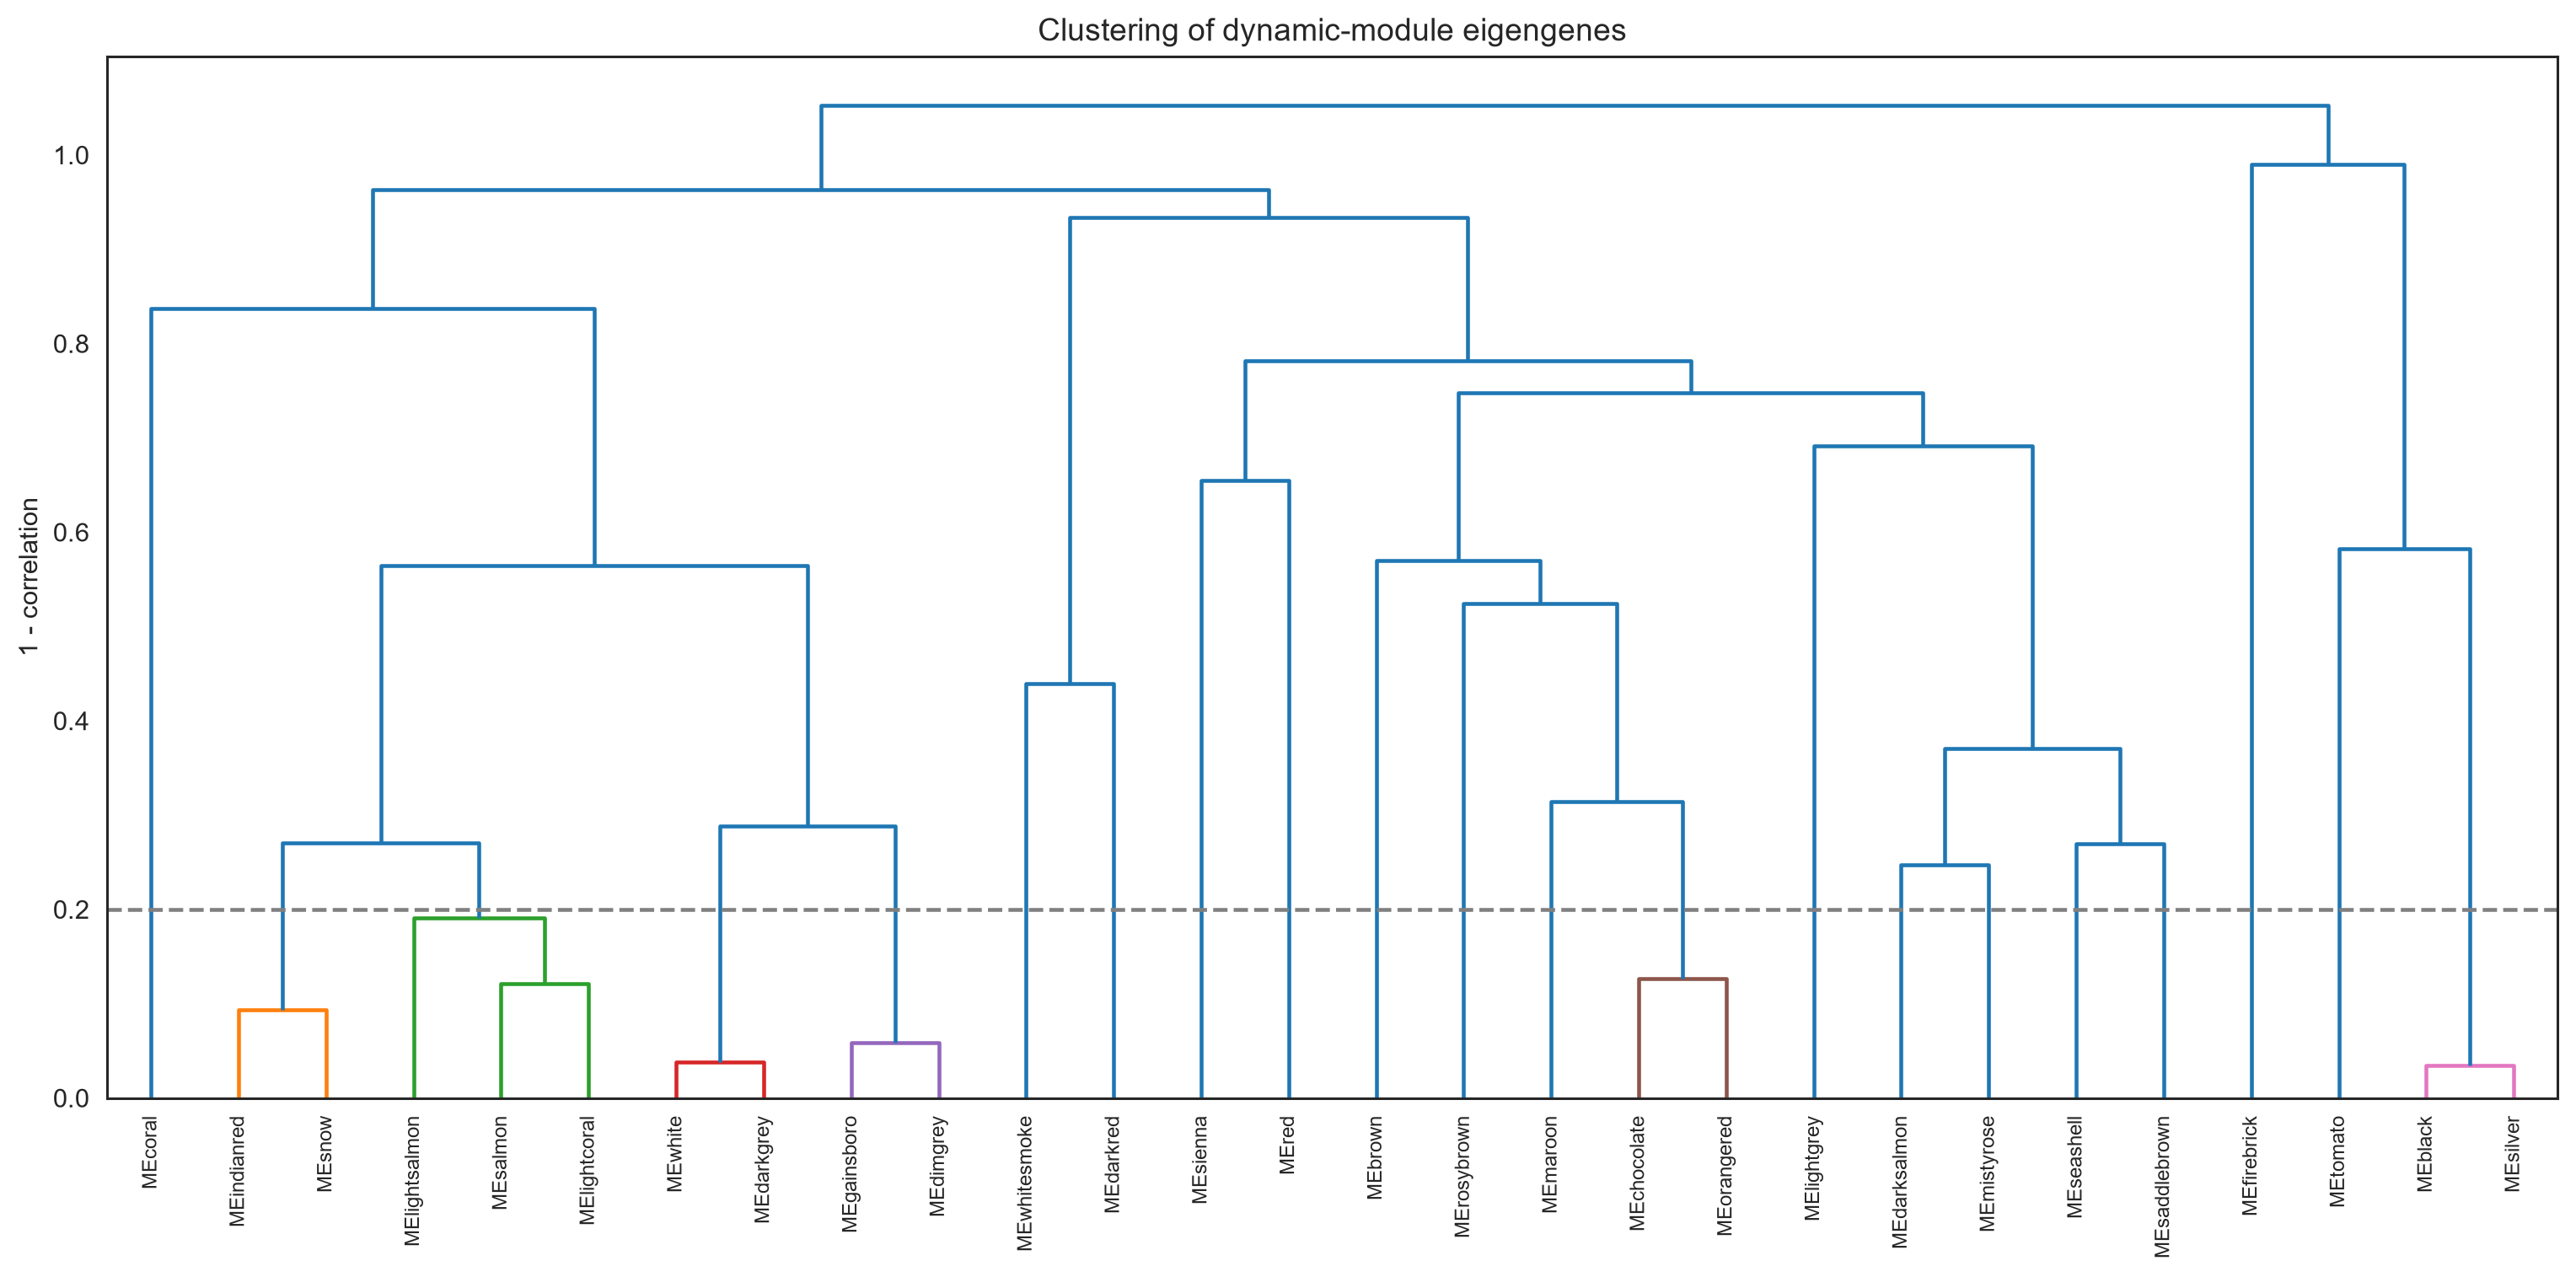 Clustering of dynamic-module eigengenes
1 - correlation
1.0
0.8
0.6
0.4
0.2
0.0
MEcoral
MEindianred
MEsnow
MElightsalmon
MEsalmon
MElightcoral
MEwhite
MEdarkgrey
MEgainsboro
MEdimgrey
MEwhitesmoke
MEdarkred
MEsienna
MEred
MEbrown
MErosybrown
MEmaroon
MEchocolate
MEorangered
MElightgrey
MEdarksalmon
MEmistyrose
MEseashell
MEsaddlebrown
MEfirebrick
MEtomato
MEblack
MEsilver